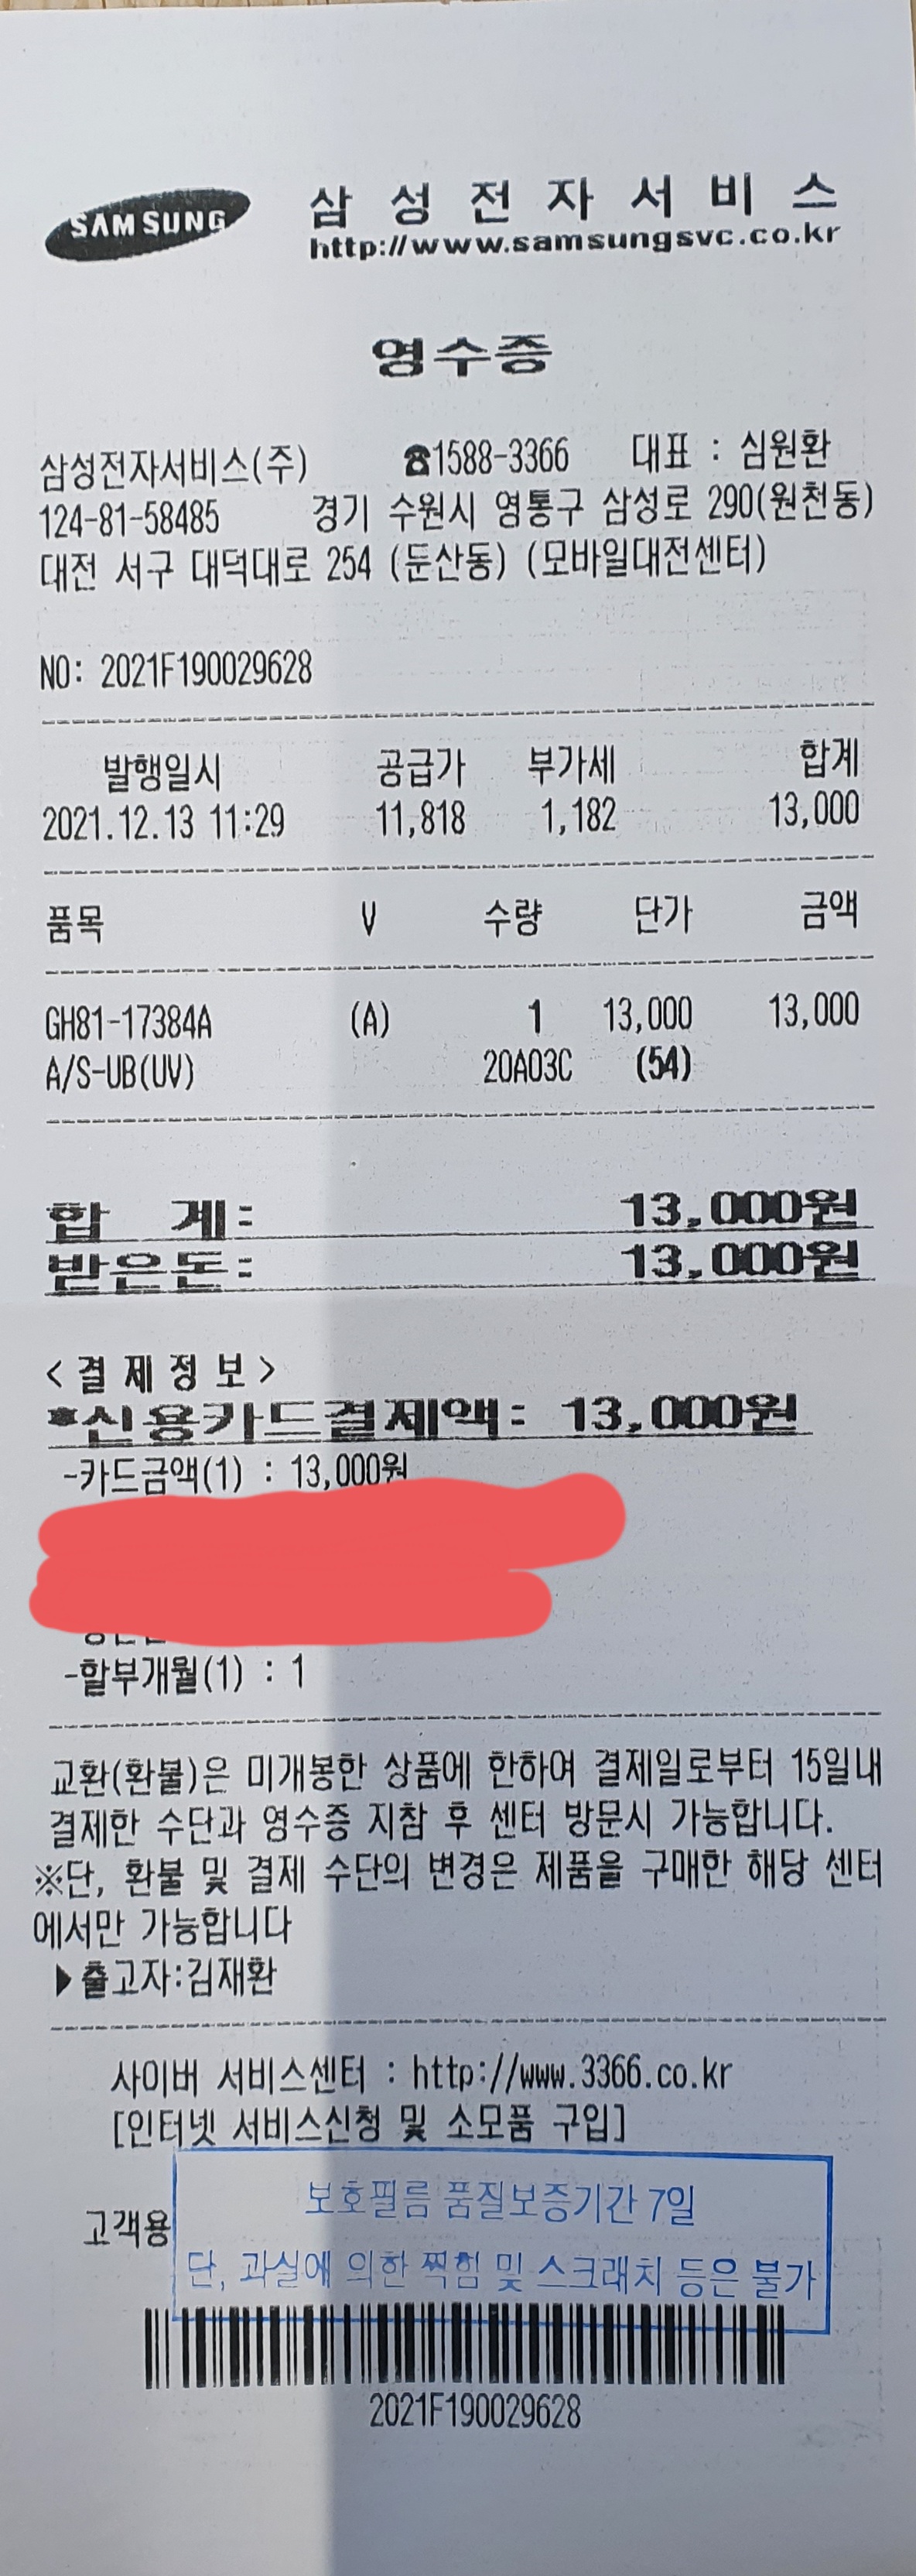 SAMSUNG 삼성전자서비스
http://www.samsungsvc.co.kr
영수증
삼성전자서비스(주) ☎1588-3366 대표 : 심원환
124-81-58485 경기 수원시 영통구 삼성로 290(원천동)
대전 서구 대덕대로 254 (둔산동) (모바일대전센터)
NO: 2021F190029628
발행일시 공급가 부가세 합계
2021.12.13 11:29 11,818 1,182 13,000
품목 V 수량 단가 금액
GH81-17384A (A) 1 13,000 13,000
A/S-UB(UV) 20A03C (54)
합 계: 13,000원
받은돈: 13,000원
<결제정보>
*신용카드결제액: 13,000원
-카드금액(1) : 13,000원
-할부개월(1) : 1
교환(환불)은 미개봉한 상품에 한하여 결제일로부터 15일내
결제한 수단과 영수증 지참 후 센터 방문시 가능합니다.
※단, 환불 및 결제 수단의 변경은 제품을 구매한 해당 센터
에서만 가능합니다
▶출고자:김재환
사이버 서비스센터 : http://www.3366.co.kr
[인터넷 서비스신청 및 소모품 구입]
보호필름 품질보증기간 7일
고객용
단, 과실에 의한 찍힘 및 스크래치 등은 불가
2021F190029628